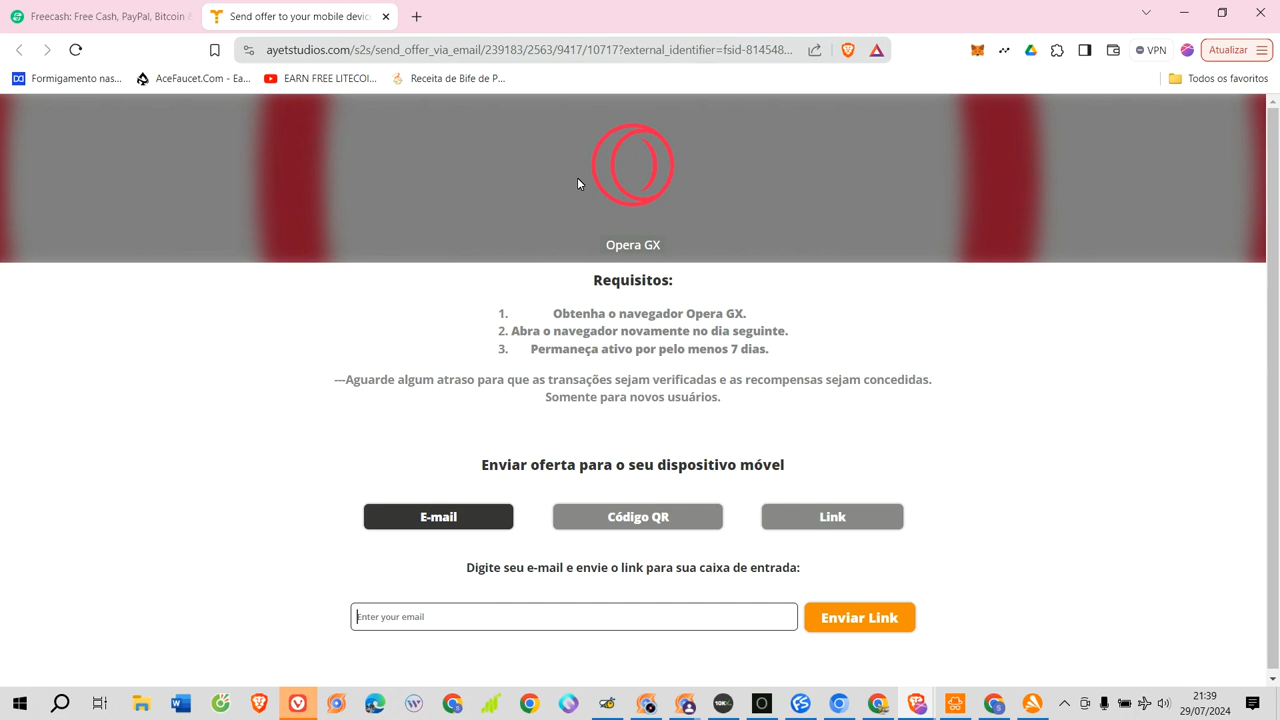 Freecash: Free Cash, PayPal, Bitcoin &
Send offer to your mobile devic
ayetstudios.com/s2s/send_offer_via_email/239183/2563/9417/10717?external_identifier=fsid-814548...
VPN
Atualizar
Formigamento nas...
AceFaucet.Com - Ea...
EARN FREE LITECOI...
Receita de Bife de P...
Todos os favoritos
Opera GX
Requisitos:
1. Obtenha o navegador Opera GX.
2. Abra o navegador novamente no dia seguinte.
3. Permaneça ativo por pelo menos 7 dias.
---Aguarde algum atraso para que as transações sejam verificadas e as recompensas sejam concedidas.
Somente para novos usuários.
Enviar oferta para o seu dispositivo móvel
E-mail
Código QR
Link
Digite seu e-mail e envie o link para sua caixa de entrada:
Enter your email
Enviar Link
21:39
29/07/2024